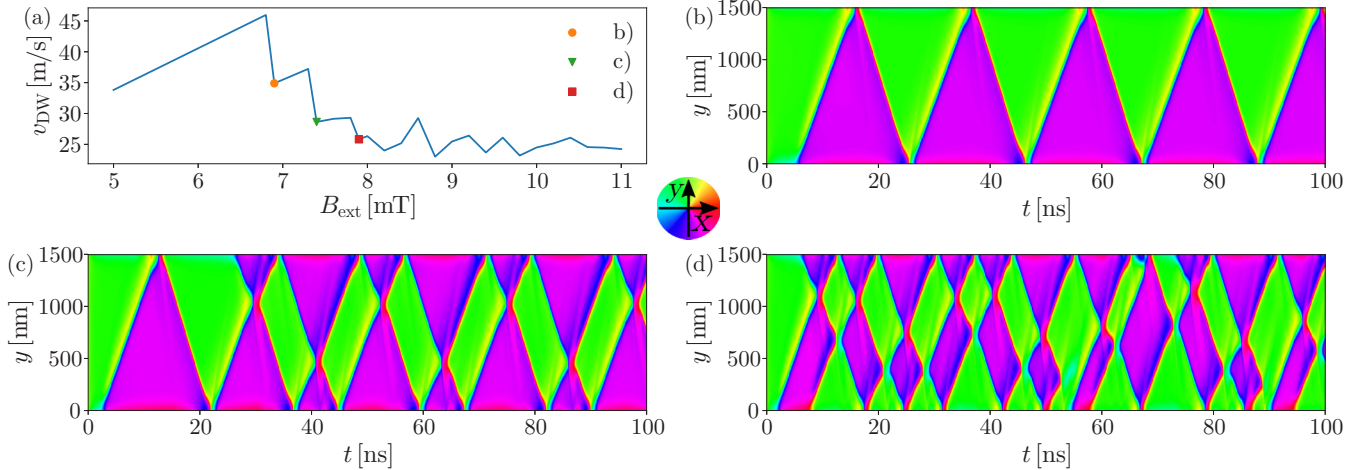 (a)
45
40
35
30
25
v_DW [m/s]
b)
c)
d)
5 6 7 8 9 10 11
B_ext [mT]
(b)
1500
1000
500
0
y [nm]
0 20 40 60 80 100
t [ns]
y
x
(c)
1500
1000
500
0
y [nm]
0 20 40 60 80 100
t [ns]
(d)
1500
1000
500
0
y [nm]
0 20 40 60 80 100
t [ns]